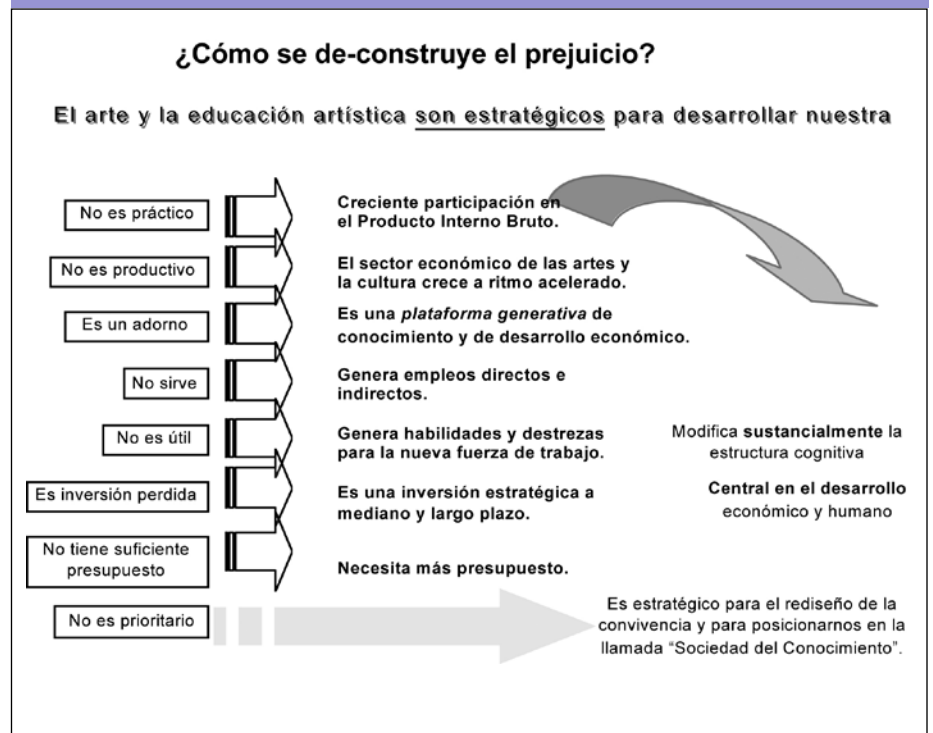 ¿Cómo se de-construye el prejuicio?
El arte y la educación artística son estratégicos para desarrollar nuestra
No es práctico
Creciente participación en
el Producto Interno Bruto.
No es productivo
El sector económico de las artes y
la cultura crece a ritmo acelerado.
Es un adorno
Es una plataforma generativa de
conocimiento y de desarrollo económico.
No sirve
Genera empleos directos e
indirectos.
No es útil
Genera habilidades y destrezas
para la nueva fuerza de trabajo.
Modifica sustancialmente la
estructura cognitiva
Es inversión perdida
Es una inversión estratégica a
mediano y largo plazo.
Central en el desarrollo
económico y humano
No tiene suficiente
presupuesto
Necesita más presupuesto.
No es prioritario
Es estratégico para el rediseño de la
convivencia y para posicionarnos en la
llamada “Sociedad del Conocimiento”.